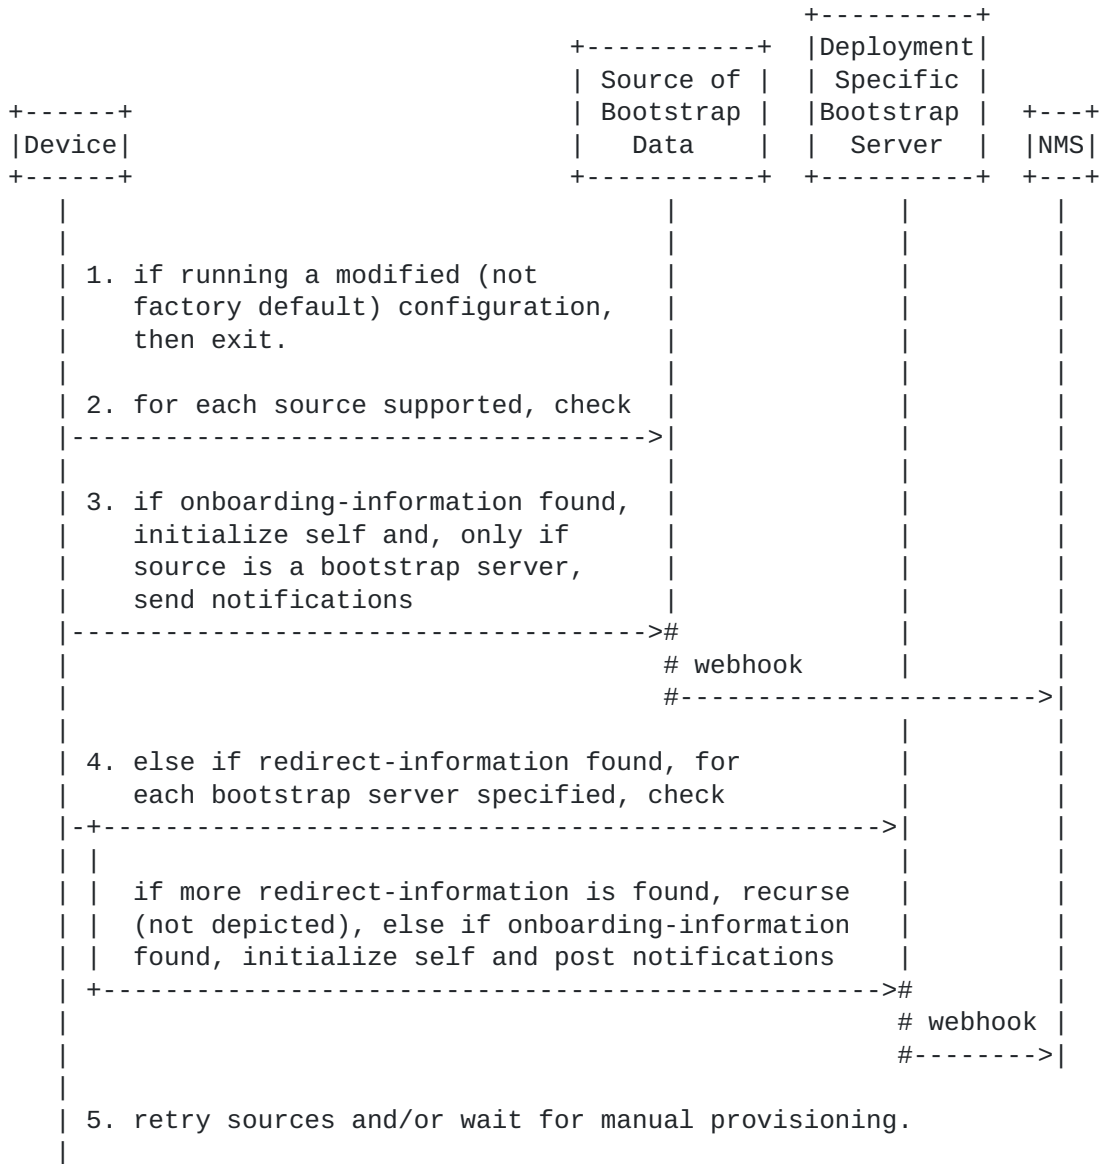 Deployment
Source of Specific
Bootstrap Bootstrap
Device Data Server NMS
1. if running a modified (not
factory default) configuration,
then exit.
2. for each source supported, check
3. if onboarding-information found,
initialize self and, only if
source is a bootstrap server,
send notifications
# webhook
4. else if redirect-information found, for
each bootstrap server specified, check
if more redirect-information is found, recurse
(not depicted), else if onboarding-information
found, initialize self and post notifications
# webhook
5. retry sources and/or wait for manual provisioning.